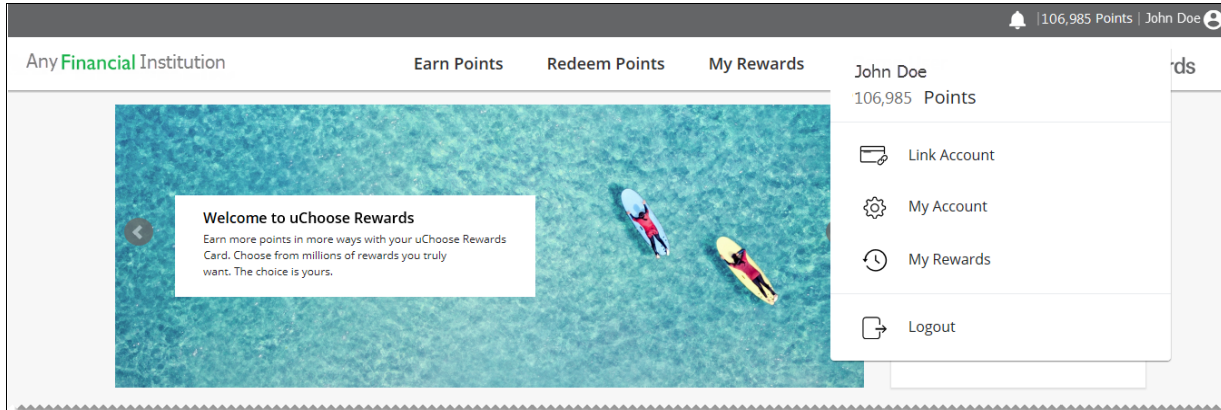 |106,985 Points | John Doe
Any Financial Institution
Earn Points
Redeem Points
My Rewards
John Doe
106,985 Points
Link Account
My Account
My Rewards
Logout
Welcome to uChoose Rewards
Earn more points in more ways with your uChoose Rewards
Card. Choose from millions of rewards you truly
want. The choice is yours.